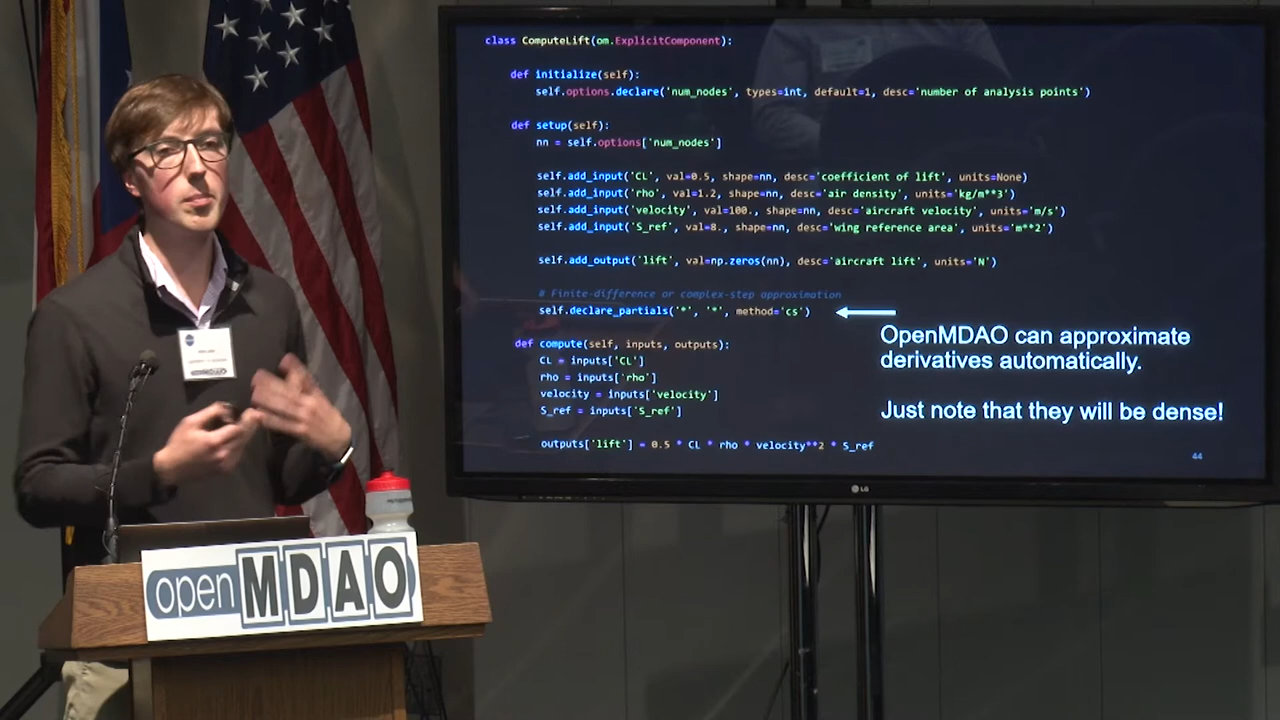 class ComputeLift(om.ExplicitComponent):
def initialize(self):
self.options.declare('num_nodes', types=int, default=1, desc='number of analysis points')
def setup(self):
nn = self.options['num_nodes']
self.add_input('CL', val=0.5, shape=nn, desc='coefficient of lift', units=None)
self.add_input('rho', val=1.2, shape=nn, desc='air density', units='kg/m**3')
self.add_input('velocity', val=100., shape=nn, desc='aircraft velocity', units='m/s')
self.add_input('S_ref', val=8., shape=nn, desc='wing reference area', units='m**2')
self.add_output('lift', val=np.zeros(nn), desc='aircraft lift', units='N')
# Finite-difference or complex-step approximation
self.declare_partials('*', '*', method='cs')
OpenMDAO can approximate
derivatives automatically.
Just note that they will be dense!
def compute(self, inputs, outputs):
CL = inputs['CL']
rho = inputs['rho']
velocity = inputs['velocity']
S_ref = inputs['S_ref']
outputs['lift'] = 0.5 * CL * rho * velocity**2 * S_ref
44
LG
openMDAO